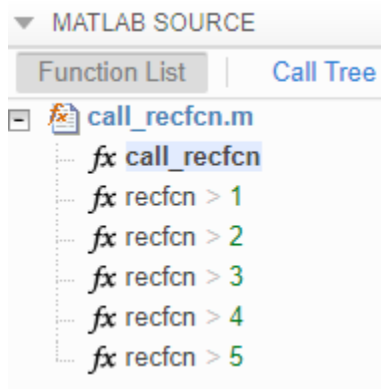 MATLAB SOURCE
Function List Call Tree
call_recfcn.m
fx call_recfcn
fx recfcn > 1
fx recfcn > 2
fx recfcn > 3
fx recfcn > 4
fx recfcn > 5